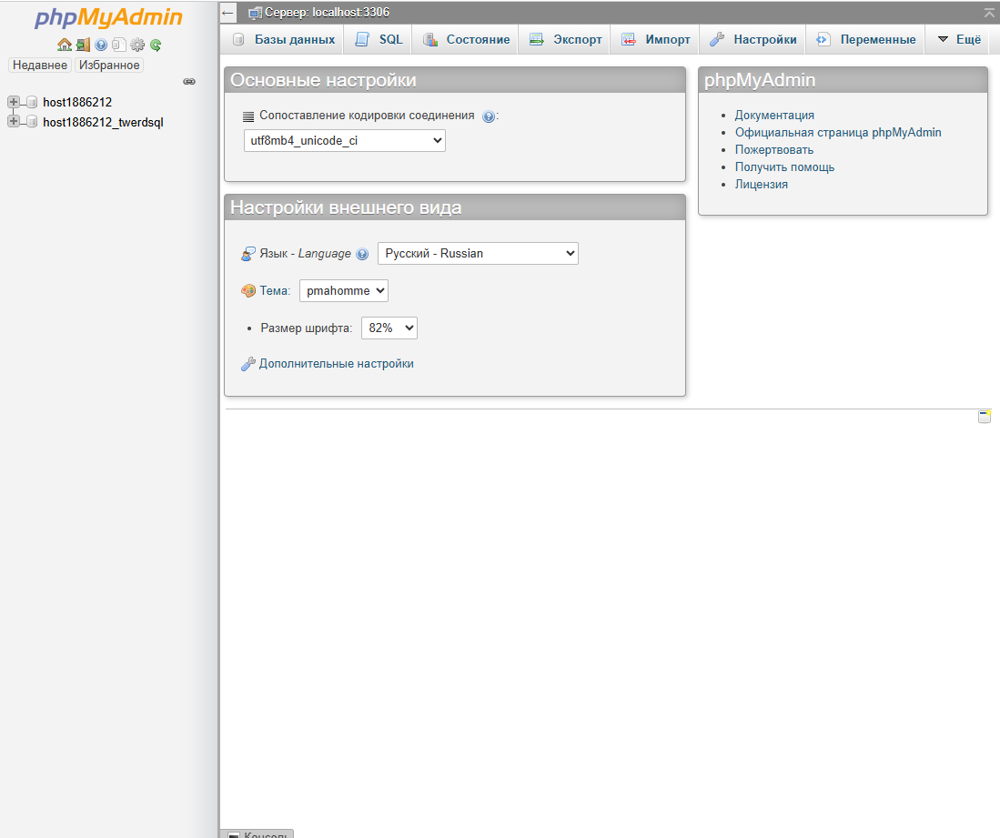 phpMyAdmin
Недавнее Избранное
host1886212
host1886212_twerdsql
Сервер: localhost:3306
Базы данных SQL Состояние Экспорт Импорт Настройки Переменные Ещё
Основные настройки
Сопоставление кодировки соединения :
utf8mb4_unicode_ci
Настройки внешнего вида
Язык - Language Русский - Russian
Тема: pmahomme
Размер шрифта: 82%
Дополнительные настройки
phpMyAdmin
Документация
Официальная страница phpMyAdmin
Пожертвовать
Получить помощь
Лицензия
Консоль